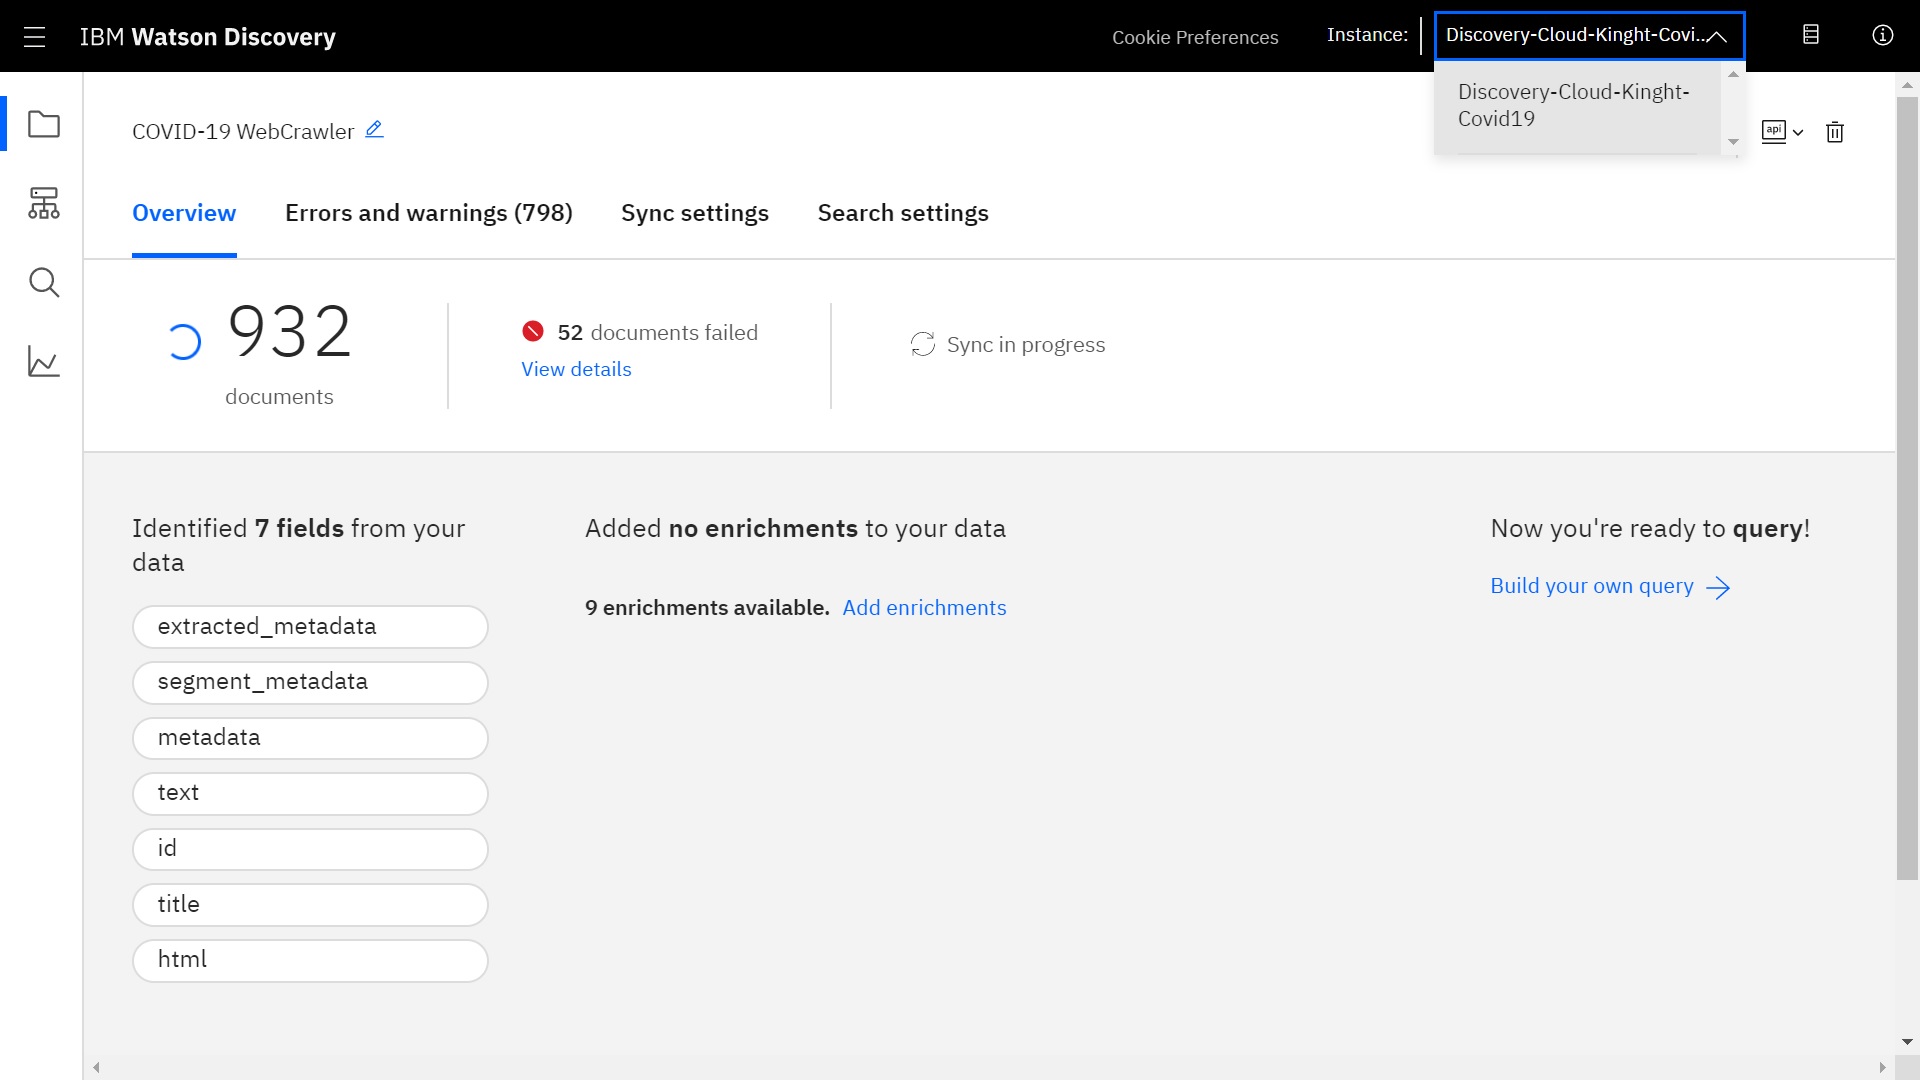 IBM Watson Discovery
Cookie Preferences
Instance:
Discovery-Cloud-Kinght-Covi...
Discovery-Cloud-Kinght-
Covid19
COVID-19 WebCrawler
api
Overview
Errors and warnings (798)
Sync settings
Search settings
932
documents
52 documents failed
View details
Sync in progress
Identified 7 fields from your
data
extracted_metadata
segment_metadata
metadata
text
id
title
html
Added no enrichments to your data
9 enrichments available. Add enrichments
Now you're ready to query!
Build your own query